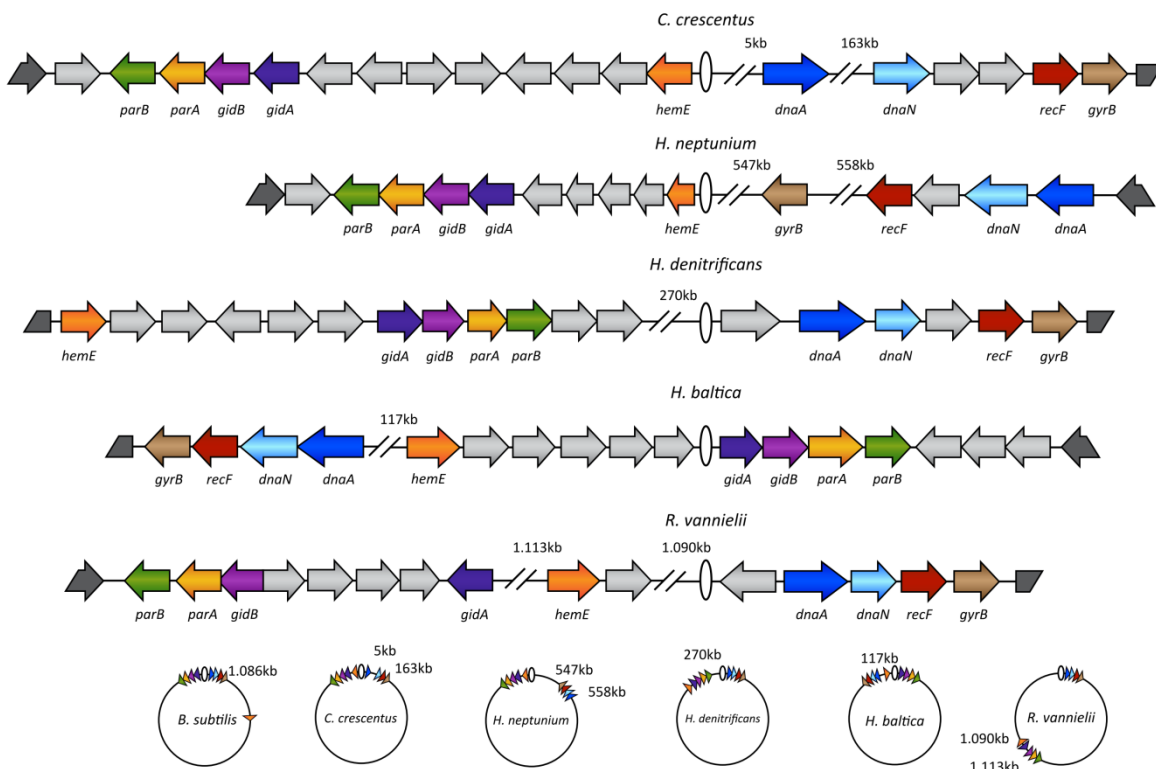 C. crescentus
5kb 163kb
parB parA gidB gidA hemE dnaA dnaN recF gyrB
H. neptunium
547kb 558kb
parB parA gidB gidA hemE gyrB recF dnaN dnaA
H. denitrificans
270kb
hemE gidA gidB parA parB dnaA dnaN recF gyrB
H. baltica
117kb
gyrB recF dnaN dnaA hemE gidA gidB parA parB
R. vannielii
1.113kb 1.090kb
parB parA gidB gidA hemE dnaA dnaN recF gyrB
1.086kb
B. subtilis
5kb
163kb
C. crescentus
547kb
558kb
H. neptunium
270kb
H. denitrificans
117kb
H. baltica
R. vannielii
1.090kb
1.113kb